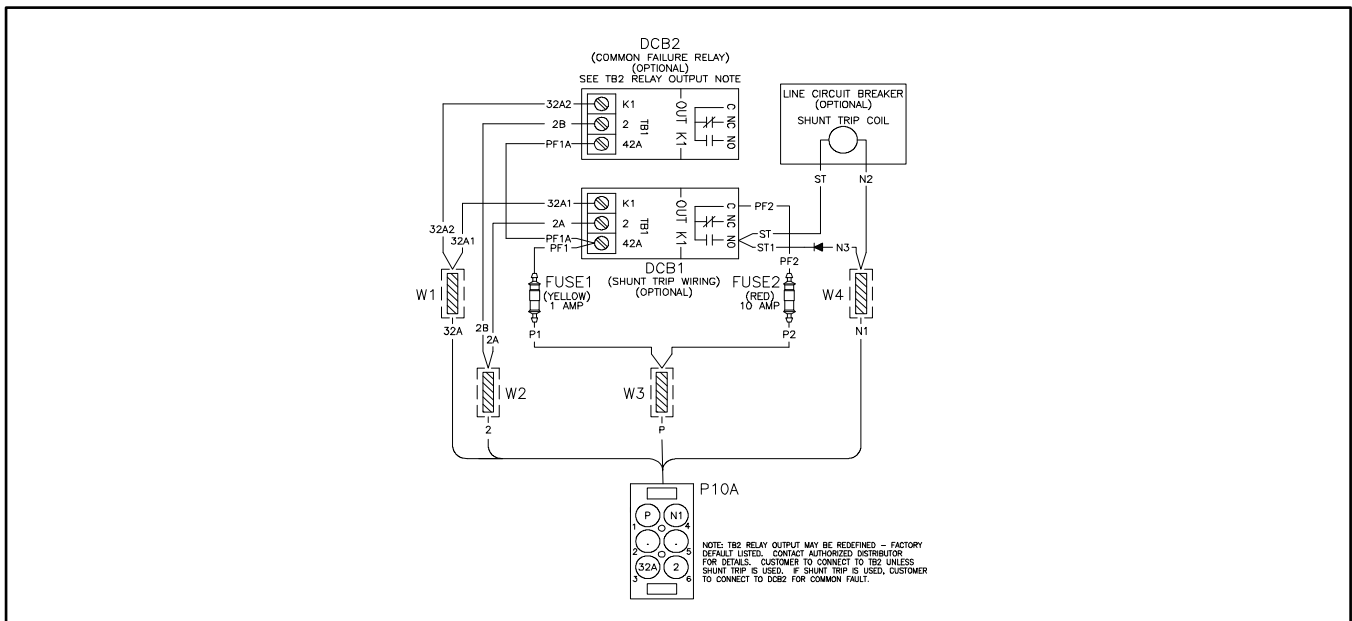 DCB2
(COMMON FAILURE RELAY)
(OPTIONAL)
SEE TB2 RELAY OUTPUT NOTE
32A2
K1
2B
2
PF1A
42A
TB1
OUT K1
C
NC
NO
LINE CIRCUIT BREAKER
(OPTIONAL)
SHUNT TRIP COIL
ST
N2
32A1
K1
2A
2
PF1A
PF1
42A
TB1
OUT K1
C
NC
NO
PF2
ST
ST1
N3
PF2
32A2
32A1
DCB1
(SHUNT TRIP WIRING)
(OPTIONAL)
FUSE1
(YELLOW)
1 AMP
FUSE2
(RED)
10 AMP
W1
W4
32A
2B
2A
P1
P2
N1
W2
W3
2
P
P10A
P
N1
1
4
.
.
2
5
32A
2
3
6
NOTE: TB2 RELAY OUTPUT MAY BE REDEFINED – FACTORY
DEFAULT LISTED. CONTACT AUTHORIZED DISTRIBUTOR
FOR DETAILS. CUSTOMER TO CONNECT TO TB2 UNLESS
SHUNT TRIP IS USED. IF SHUNT TRIP IS USED, CUSTOMER
TO CONNECT TO DCB2 FOR COMMON FAULT.